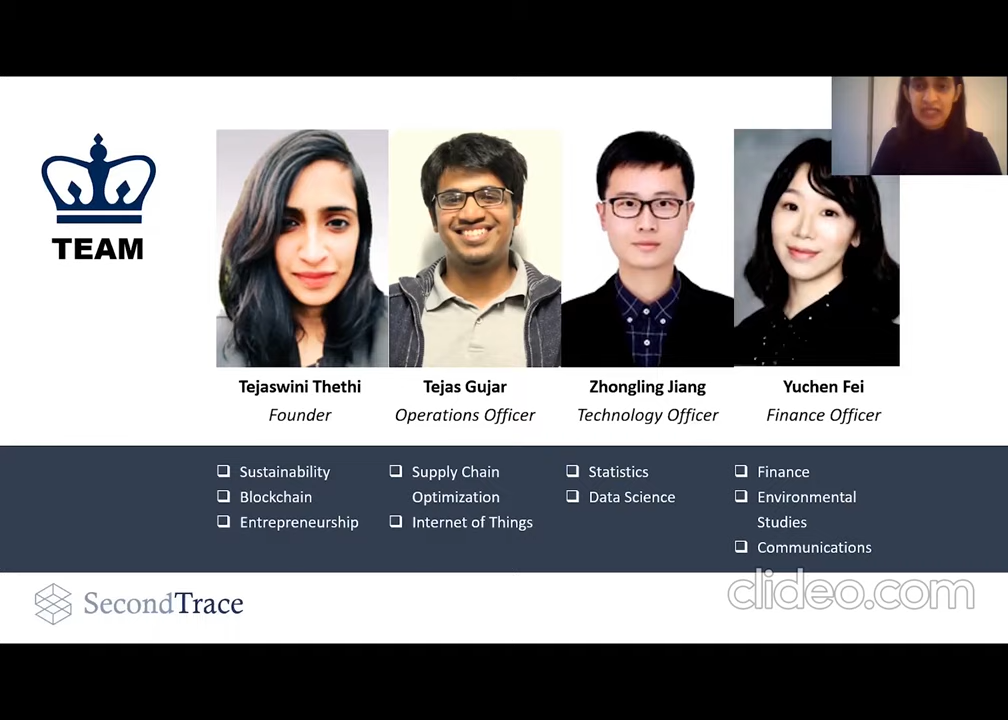 TEAM
Tejaswini Thethi
Founder
Tejas Gujar
Operations Officer
Zhongling Jiang
Technology Officer
Yuchen Fei
Finance Officer
Sustainability
Blockchain
Entrepreneurship
Supply Chain
Optimization
Internet of Things
Statistics
Data Science
Finance
Environmental
Studies
Communications
SecondTrace
clideo.com